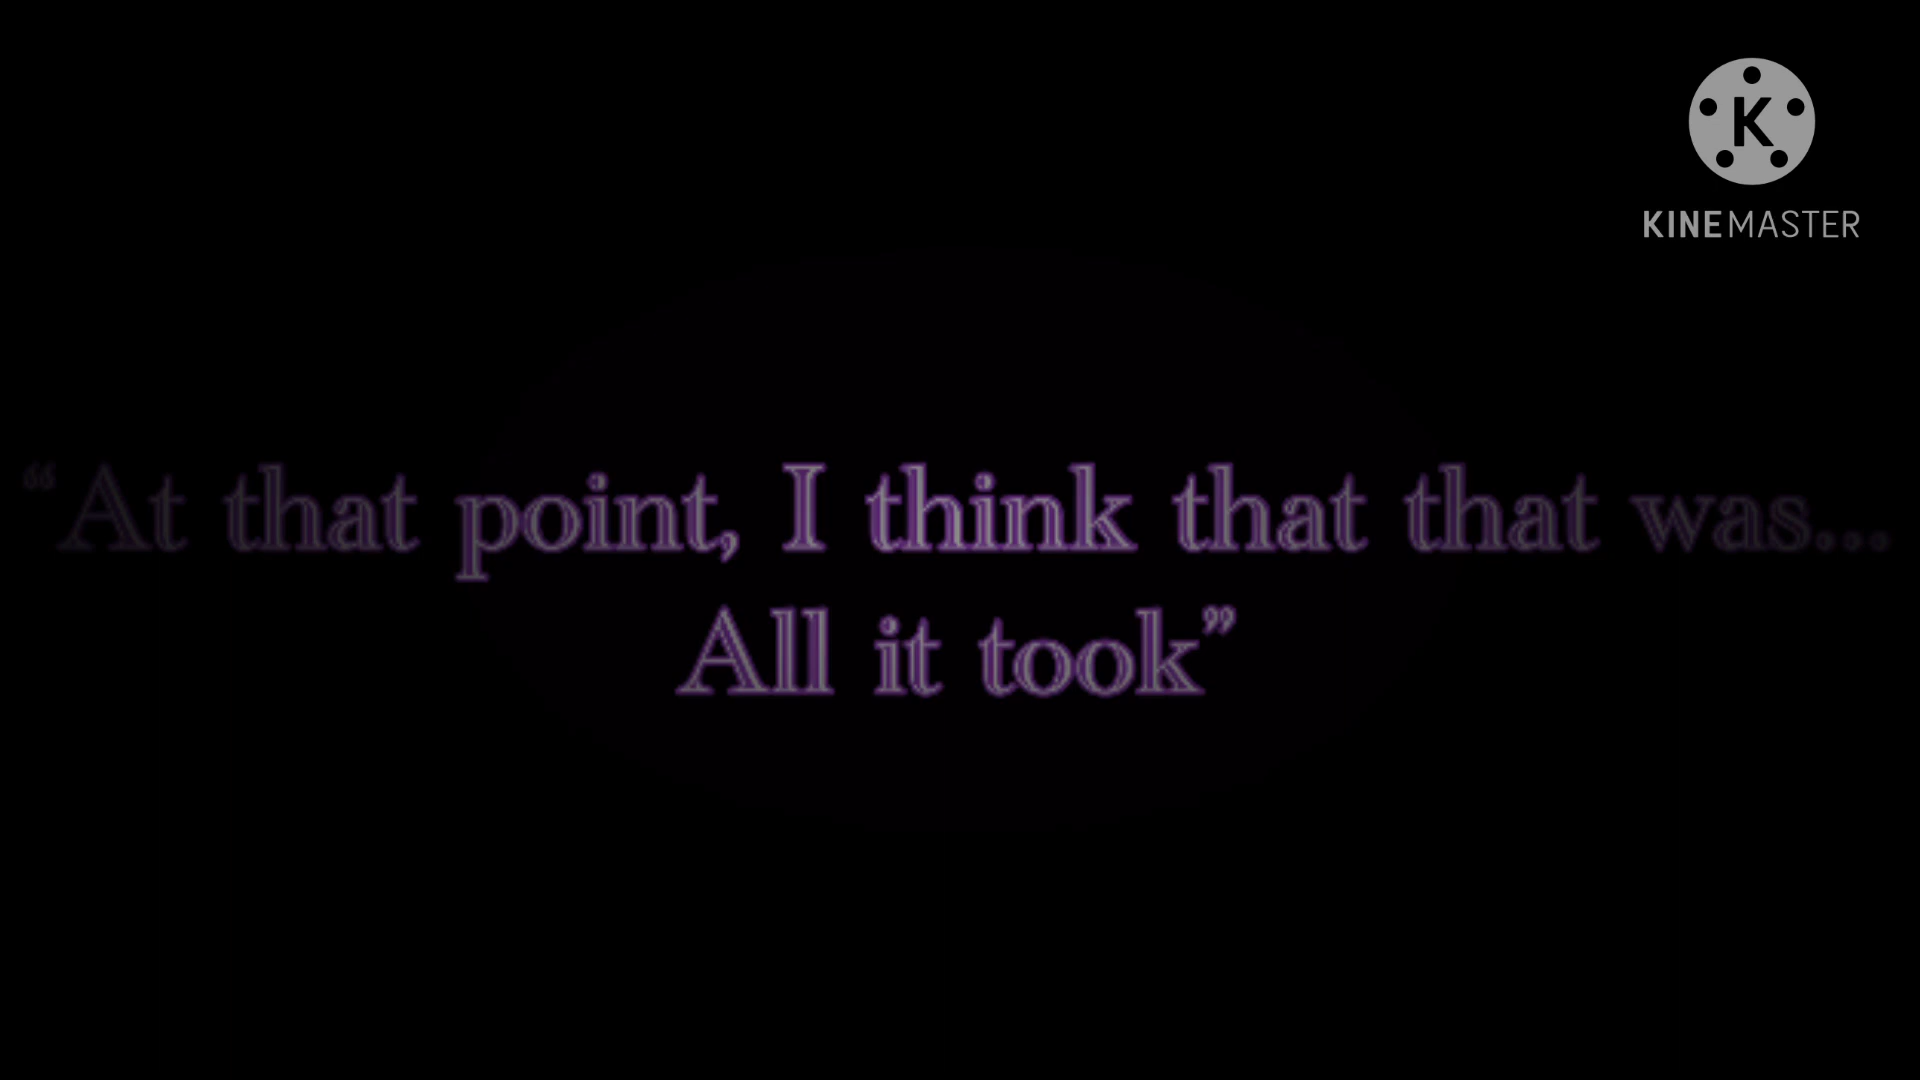 K
KINEMASTER
“At that point, I think that that was...
All it took”